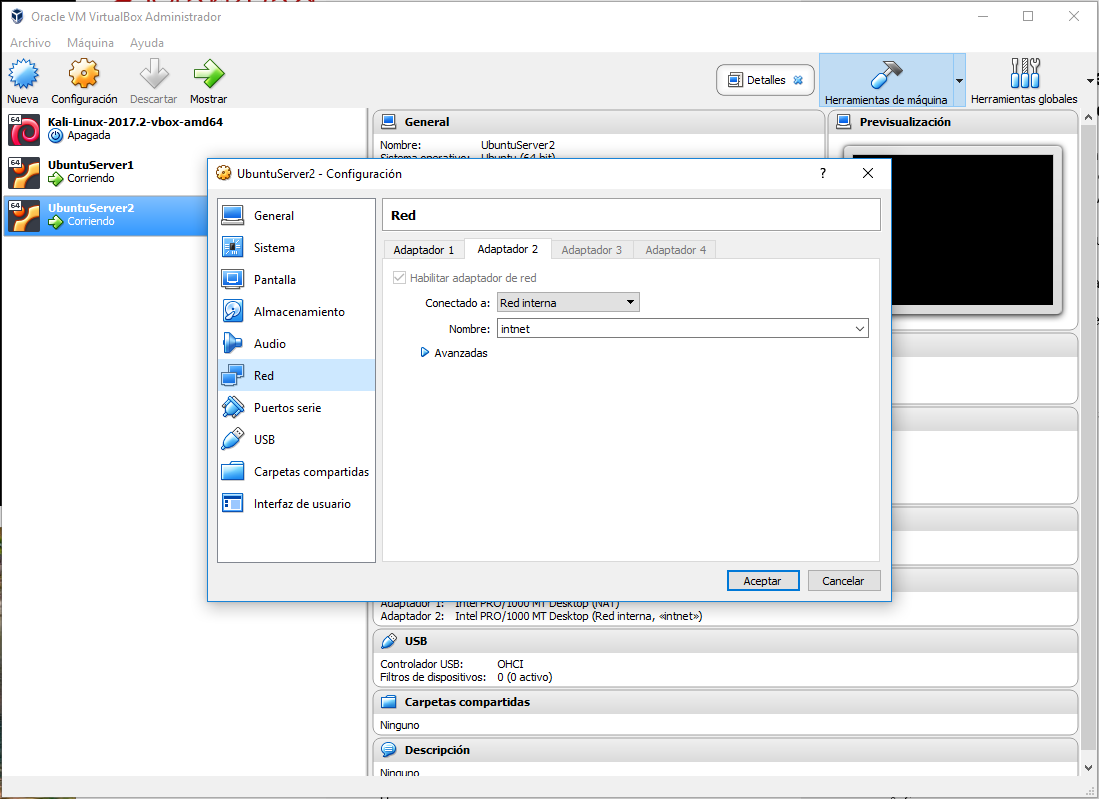 Oracle VM VirtualBox Administrador
Archivo Máquina Ayuda
Nueva Configuración Descartar Mostrar
Detalles
Herramientas de máquina
Herramientas globales
64
Kali-Linux-2017.2-vbox-amd64
Apagada
64
UbuntuServer1
Corriendo
64
UbuntuServer2
Corriendo
General
Nombre: UbuntuServer2
Sistema operativo: Ubuntu (64 bit)
Previsualización
UbuntuServer2 - Configuración
?
General
Sistema
Pantalla
Almacenamiento
Audio
Red
Puertos serie
USB
Carpetas compartidas
Interfaz de usuario
Red
Adaptador 1 Adaptador 2 Adaptador 3 Adaptador 4
Habilitar adaptador de red
Conectado a: Red interna
Nombre: intnet
Avanzadas
Aceptar Cancelar
Adaptador 1: Intel PRO/1000 MT Desktop (NAT)
Adaptador 2: Intel PRO/1000 MT Desktop (Red interna, «intnet»)
USB
Controlador USB: OHCI
Filtros de dispositivos: 0 (0 activo)
Carpetas compartidas
Ninguno
Descripción
Ninguno